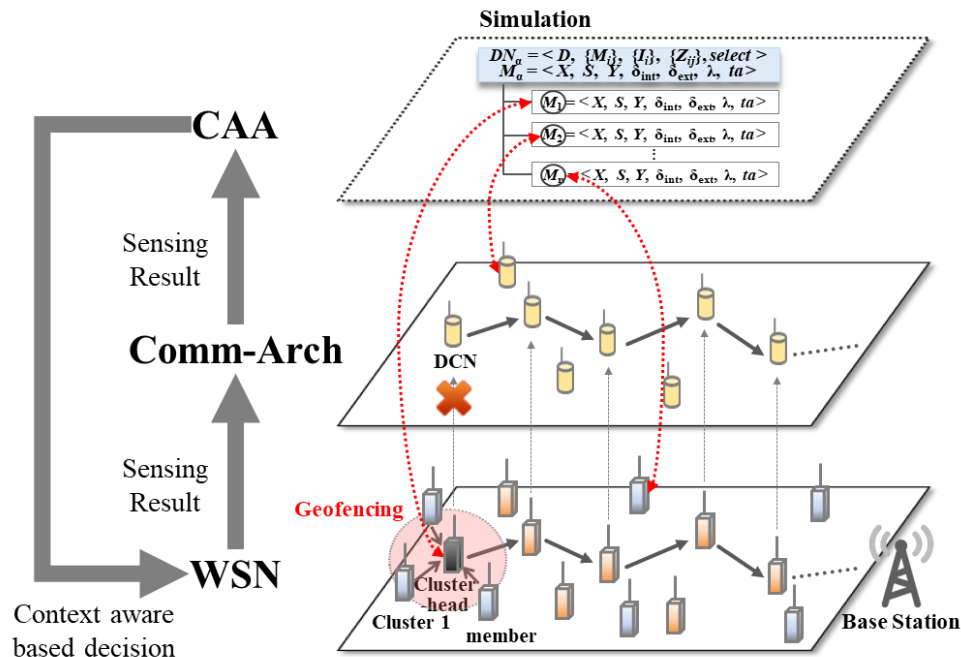 Simulation
DNα = < D, {Mi}, {Ii}, {Zij}, select >
Mα = < X, S, Y, δint, δext, λ, ta>
M1 = <X, S, Y, δint, δext, λ, ta>
M2 = <X, S, Y, δint, δext, λ, ta>
⋮
Mn = <X, S, Y, δint, δext, λ, ta>
CAA
Sensing
Result
Comm-Arch
DCN
Sensing
Result
Geofencing
WSN
Cluster
-head
Cluster 1
member
Base Station
Context aware
based decision